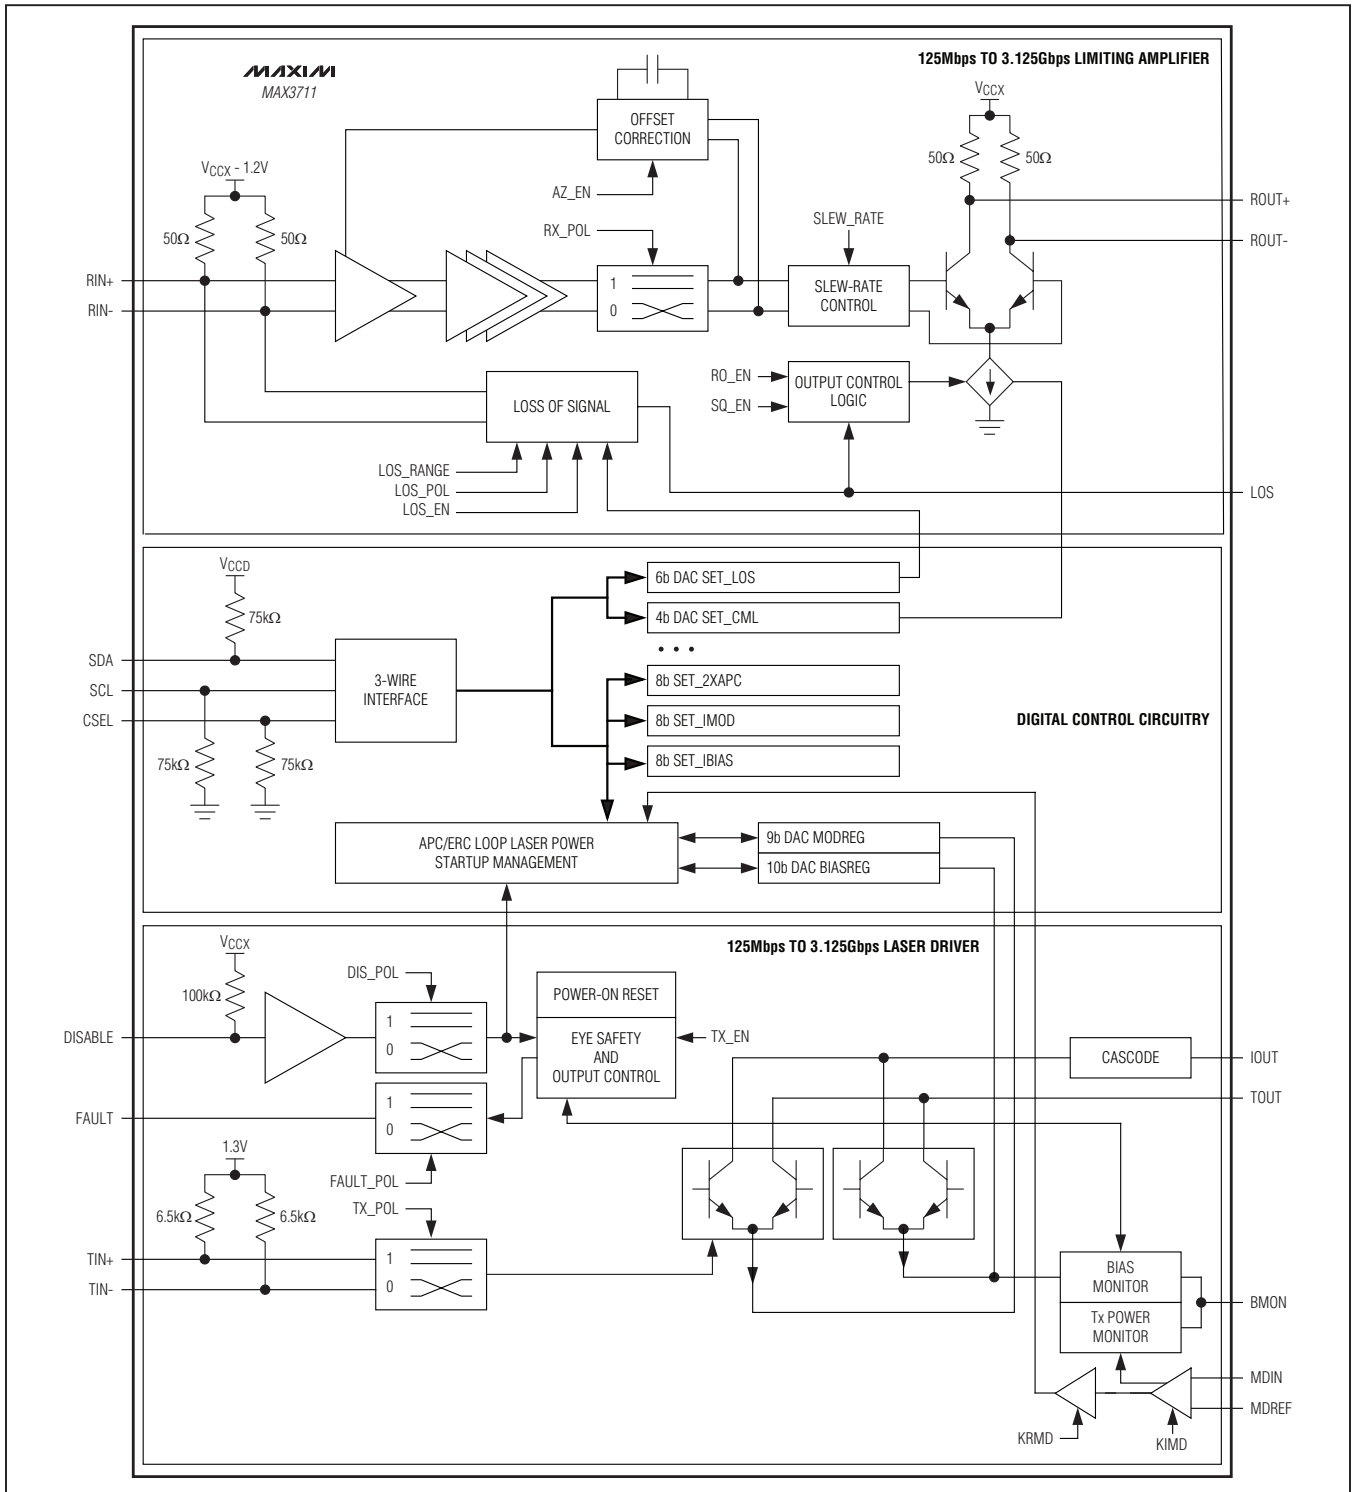 125Mbps TO 3.125Gbps LIMITING AMPLIFIER
MAXIM
MAX3711
VCCX
OFFSET
CORRECTION
50Ω
50Ω
VCCX - 1.2V
AZ_EN
ROUT+
SLEW_RATE
RX_POL
50Ω
50Ω
ROUT-
RIN+
1
SLEW-RATE
CONTROL
RIN-
0
RO_EN
OUTPUT CONTROL
LOGIC
SQ_EN
LOSS OF SIGNAL
LOS_RANGE
LOS_POL
LOS_EN
LOS
VCCD
6b DAC SET_LOS
75kΩ
4b DAC SET_CML
SDA
3-WIRE
INTERFACE
SCL
8b SET_2XAPC
CSEL
8b SET_IMOD
DIGITAL CONTROL CIRCUITRY
75kΩ
75kΩ
8b SET_IBIAS
APC/ERC LOOP LASER POWER
STARTUP MANAGEMENT
9b DAC MODREG
10b DAC BIASREG
VCCX
125Mbps TO 3.125Gbps LASER DRIVER
DIS_POL
100kΩ
POWER-ON RESET
1
DISABLE
0
EYE SAFETY
AND
OUTPUT CONTROL
TX_EN
CASCODE
IOUT
1
TOUT
FAULT
0
1.3V
FAULT_POL
TX_POL
6.5kΩ
6.5kΩ
TIN+
1
BIAS
MONITOR
TIN-
0
BMON
Tx POWER
MONITOR
MDIN
MDREF
KRMD
KIMD